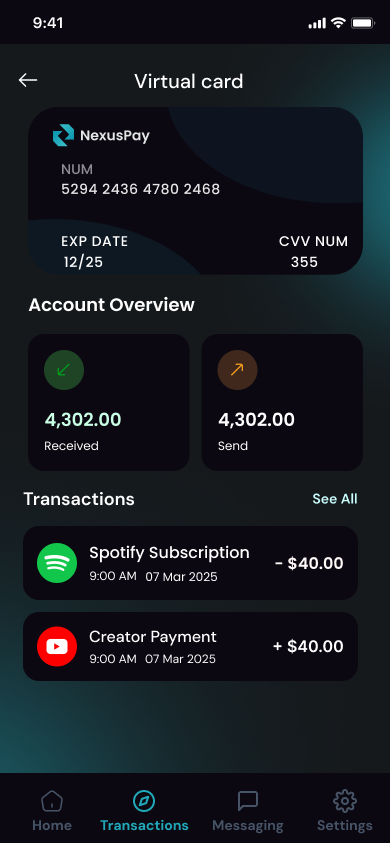 9:41
Virtual card
NexusPay
NUM
5294 2436 4780 2468
EXP DATE CVV NUM
12/25 355
Account Overview
4,302.00 4,302.00
Received Send
Transactions See All
Spotify Subscription
9:00 AM 07 Mar 2025
- $40.00
Creator Payment
9:00 AM 07 Mar 2025
+ $40.00
Home Transactions Messaging Settings